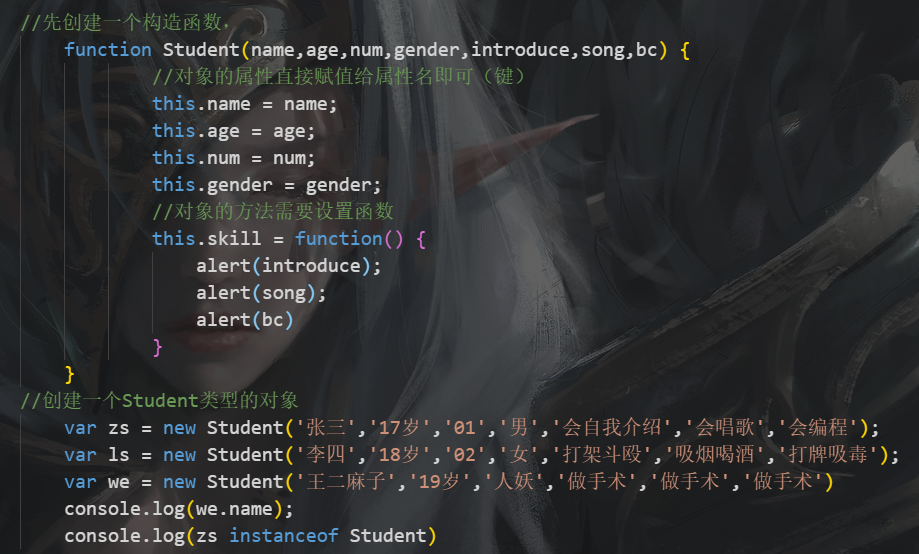 //先创建一个构造函数，
function Student(name,age,num,gender,introduce,song,bc) {
//对象的属性直接赋值给属性名即可（键）
this.name = name;
this.age = age;
this.num = num;
this.gender = gender;
//对象的方法需要设置函数
this.skill = function() {
alert(introduce);
alert(song);
alert(bc)
}
}
//创建一个Student类型的对象
var zs = new Student('张三','17岁','01','男','会自我介绍','会唱歌','会编程');
var ls = new Student('李四','18岁','02','女','打架斗殴','吸烟喝酒','打牌吸毒');
var we = new Student('王二麻子','19岁','人妖','做手术','做手术','做手术')
console.log(we.name);
console.log(zs instanceof Student)